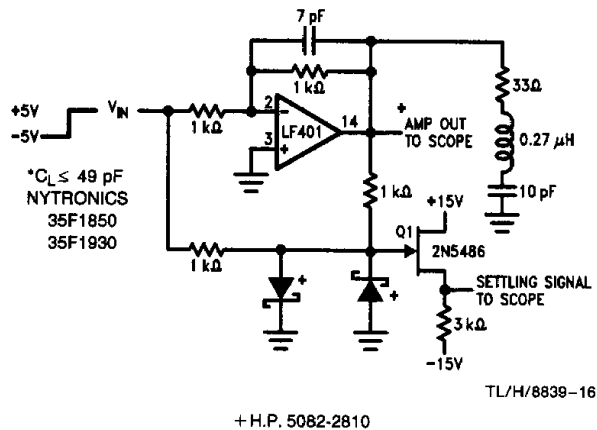 7 pF
1 kΩ
+5V
-5V
V_IN
1 kΩ
2
-
3
+
LF401
14
+
AMP OUT
TO SCOPE
33Ω
0.27 μH
10 pF
*C_L ≤ 49 pF
NYTRONICS
35F1850
35F1930
1 kΩ
+15V
Q1
2N5486
1 kΩ
+
+
SETTLING SIGNAL
TO SCOPE
3 kΩ
-15V
TL/H/8839-16
+H.P. 5082-2810